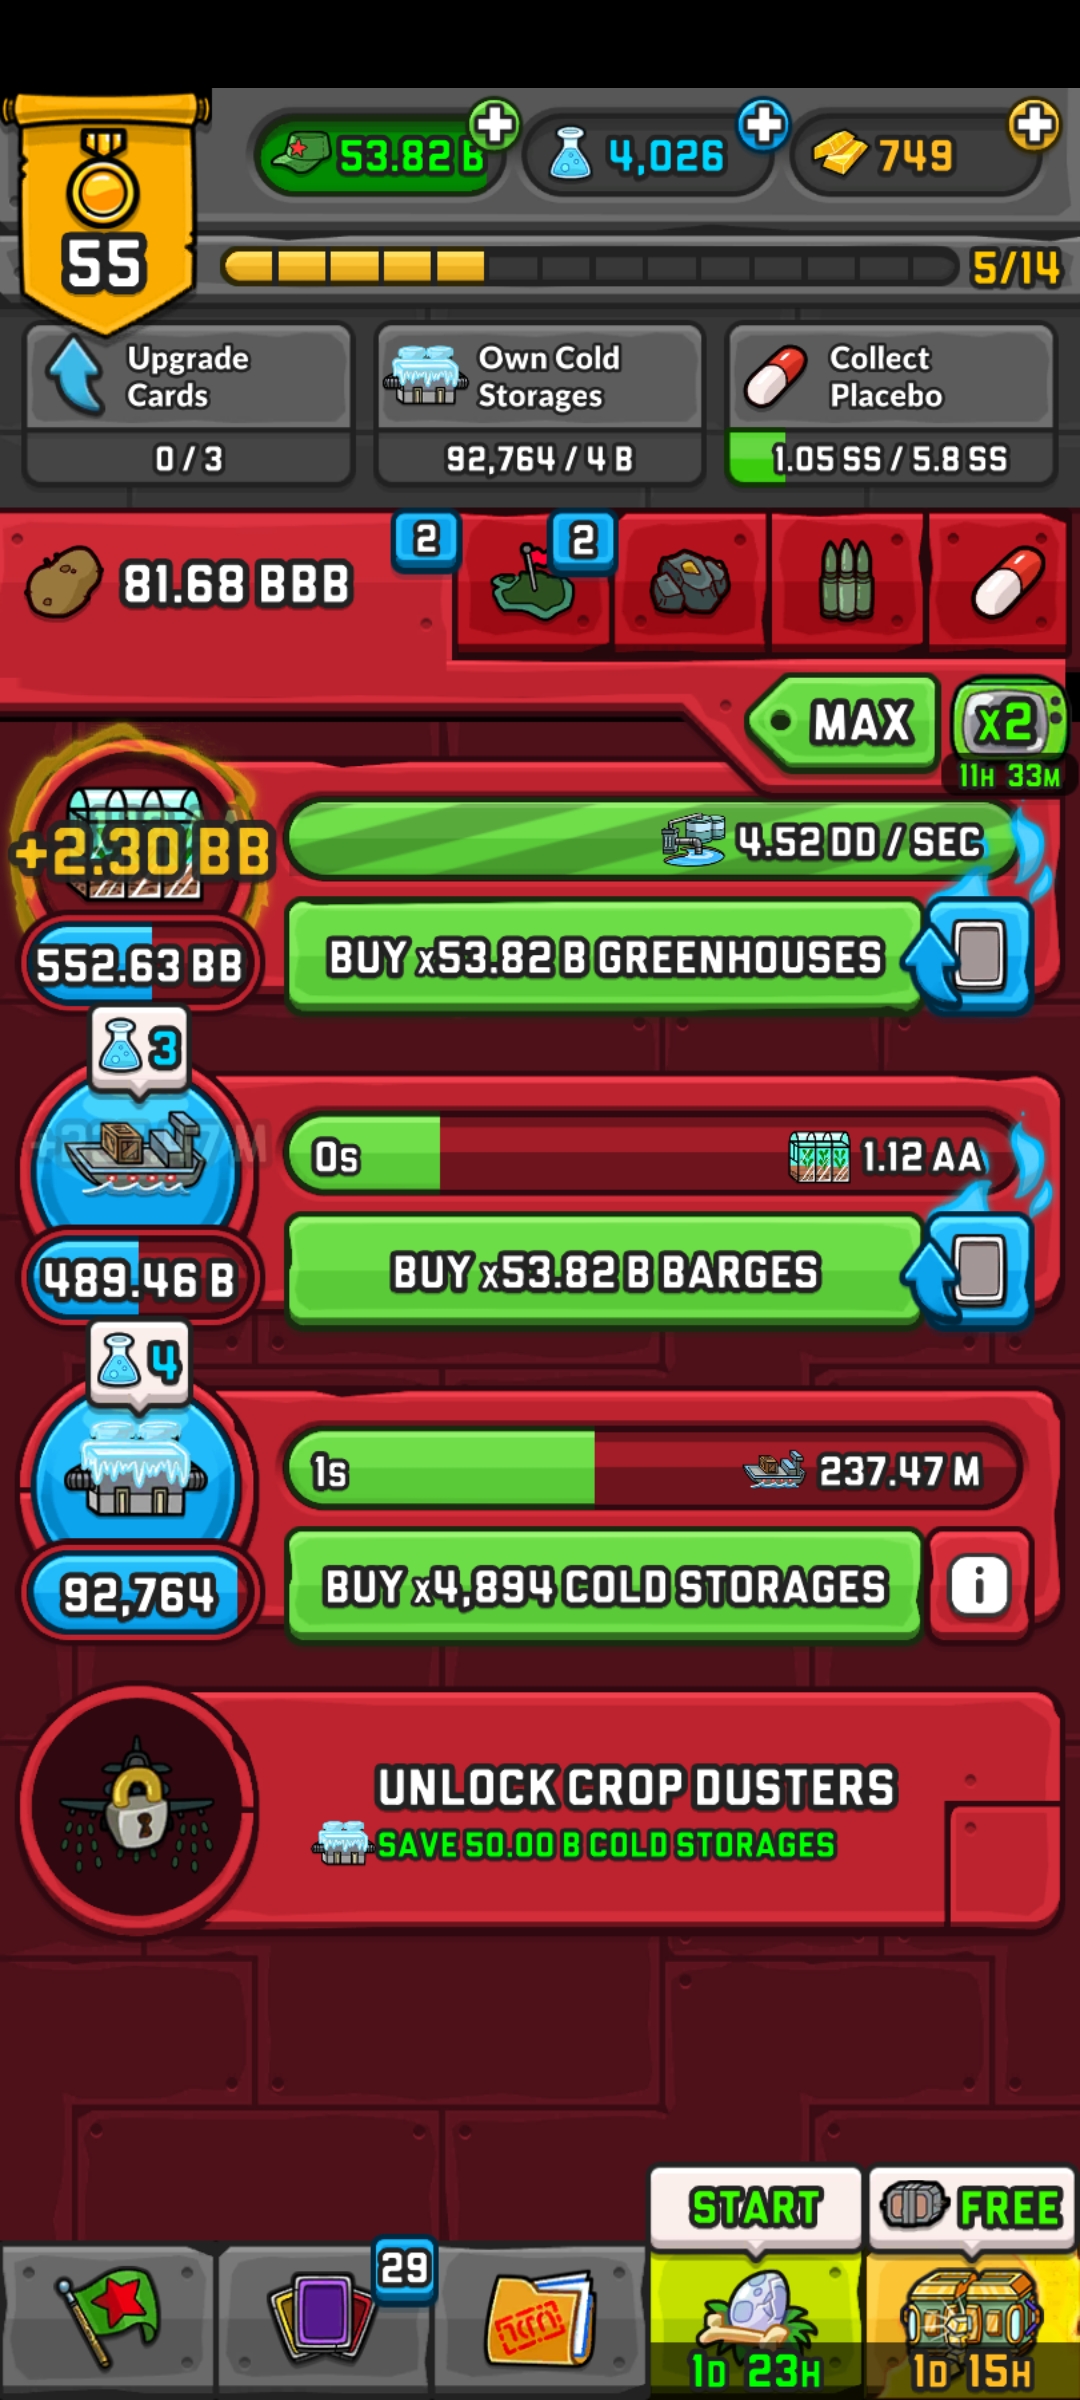 55
53.82 B
4,026
749
5/14
Upgrade
Cards
0 / 3
Own Cold
Storages
92,764 / 4 B
Collect
Placebo
1.05 SS / 5.8 SS
81.68 BBB
2
2
MAX
x2
11H 33M
+2.30 BB
4.52 DD / SEC
552.63 BB
BUY x53.82 B GREENHOUSES
3
0s
1.12 AA
489.46 B
BUY x53.82 B BARGES
4
1s
237.47 M
92,764
BUY x4,894 COLD STORAGES
i
UNLOCK CROP DUSTERS
SAVE 50.00 B COLD STORAGES
START
FREE
29
1D 23H
1D 15H